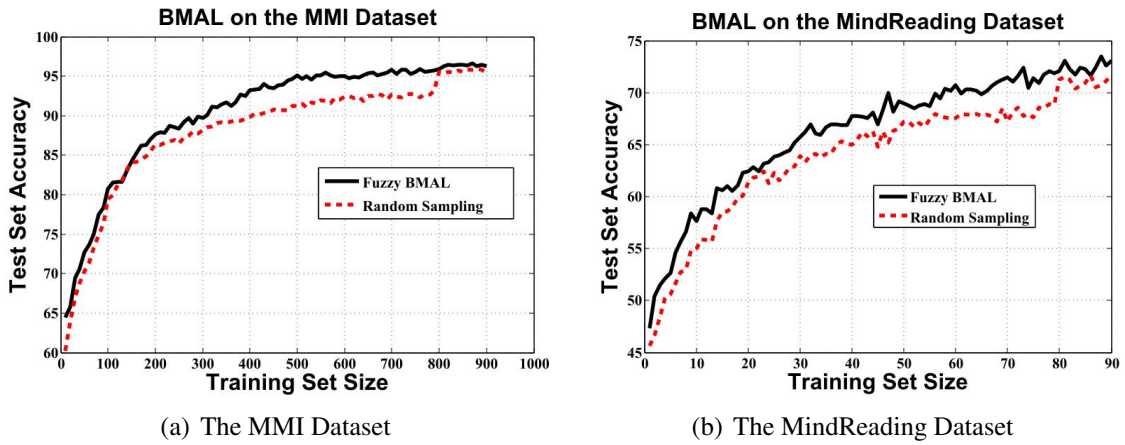 BMAL on the MMI Dataset
100
95
90
85
80
75
70
65
60
Test Set Accuracy
Fuzzy BMAL
Random Sampling
0 100 200 300 400 500 600 700 800 900 1000
Training Set Size
(a) The MMI Dataset
BMAL on the MindReading Dataset
75
70
65
60
55
50
45
Test Set Accuracy
Fuzzy BMAL
Random Sampling
0 10 20 30 40 50 60 70 80 90
Training Set Size
(b) The MindReading Dataset